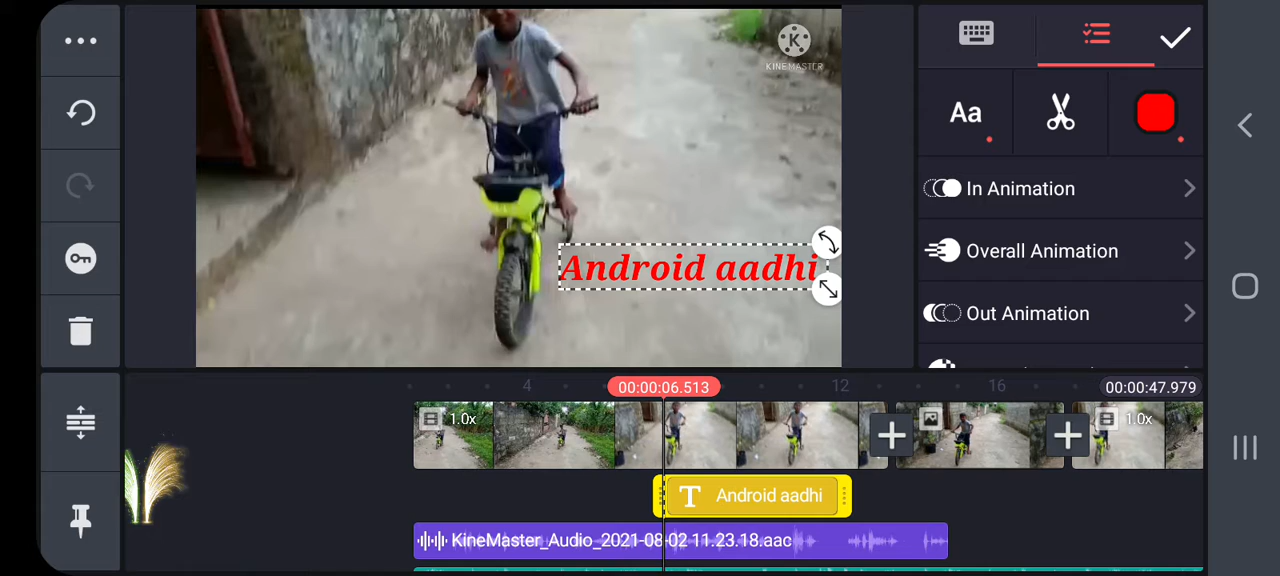 KINEMASTER
Aa
In Animation
Android aadhi
Overall Animation
Out Animation
4
00:00:06.513
12
16
00:00:47.979
1.0x
1.0x
T Android aadhi
KineMaster_Audio_2021-08-02 11.23.18.aac